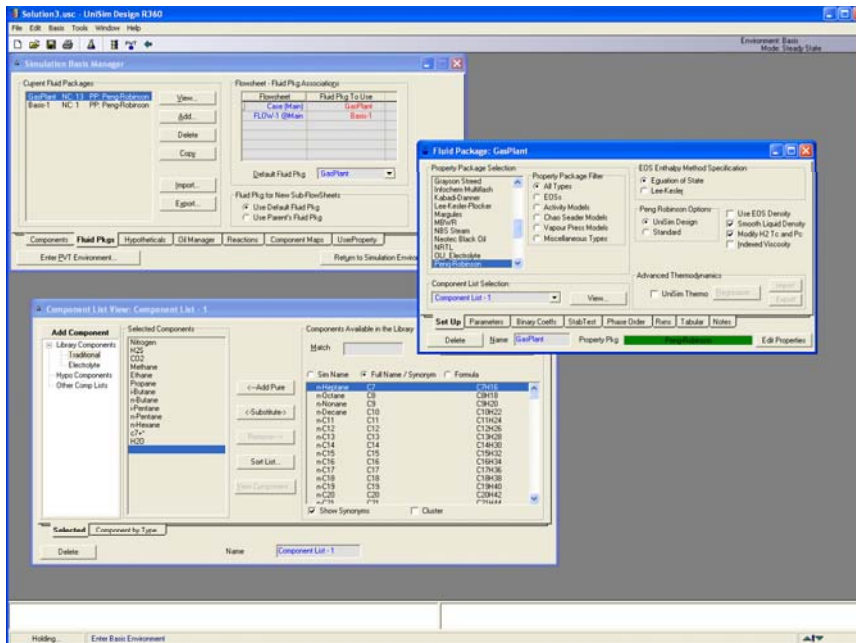 Solution3.usc - UniSim Design R360
File Edit Basis Tools Window Help
Environment: Basis
Mode: Steady State
Simulation Basis Manager
Current Fluid Packages
GasPlant NC: 13 PP: Peng-Robinson
Basis-1 NC: 1 PP: Peng-Robinson
View...
Add...
Delete
Copy
Import...
Export...
Flowsheet - Fluid Pkg Associations
Flowsheet Fluid Pkg To Use
Case (Main) GasPlant
FLOW-1 @Main Basis-1
Default Fluid Pkg GasPlant
Fluid Pkg for New Sub-FlowSheets
Use Default Fluid Pkg
Use Parent's Fluid Pkg
Components Fluid Pkgs Hypotheticals Oil Manager Reactions Component Maps UserProperty
Enter PVT Environment...
Return to Simulation Enviro
Fluid Package: GasPlant
Property Package Selection
Grayson Streed
Infochem Multiflash
Kabadi-Danner
Lee-Kesler-Plocker
Margules
MBWR
NBS Steam
Neotec Black Oil
NRTL
OLI_Electrolyte
Peng-Robinson
Property Package Filter
All Types
EOSs
Activity Models
Chao Seader Models
Vapour Press Models
Miscellaneous Types
EOS Enthalpy Method Specification
Equation of State
Lee-Kesler
Peng Robinson Options
UniSim Design
Standard
Use EOS Density
Smooth Liquid Density
Modify H2 Tc and Pc
Indexed Viscosity
Component List Selection
Component List - 1
View...
Advanced Thermodynamics
UniSim Thermo
Regression
Import
Export
Set Up Parameters Binary Coeffs StabTest Phase Order Rxns Tabular Notes
Delete Name GasPlant Property Pkg Peng-Robinson Edit Properties
Component List View: Component List - 1
Add Component
Library Components
Traditional
Electrolyte
Hypo Components
Other Comp Lists
Selected Components
Nitrogen
H2S
CO2
Methane
Ethane
Propane
i-Butane
n-Butane
i-Pentane
n-Pentane
n-Hexane
c7+*
H2O
<--Add Pure
<-Substitute->
Remove-->
Sort List...
View Component
Components Available in the Library
Match
Sim Name Full Name / Synonym Formula
n-Heptane C7 C7H16
n-Octane C8 C8H18
n-Nonane C9 C9H20
n-Decane C10 C10H22
n-C11 C11 C11H24
n-C12 C12 C12H26
n-C13 C13 C13H28
n-C14 C14 C14H30
n-C15 C15 C15H32
n-C16 C16 C16H34
n-C17 C17 C17H36
n-C18 C18 C18H38
n-C19 C19 C19H40
n-C20 C20 C20H42
n-C21 C21 C21H44
Show Synonyms Cluster
Selected Component by Type
Delete Name Component List - 1
Holding... Enter Basis Environment